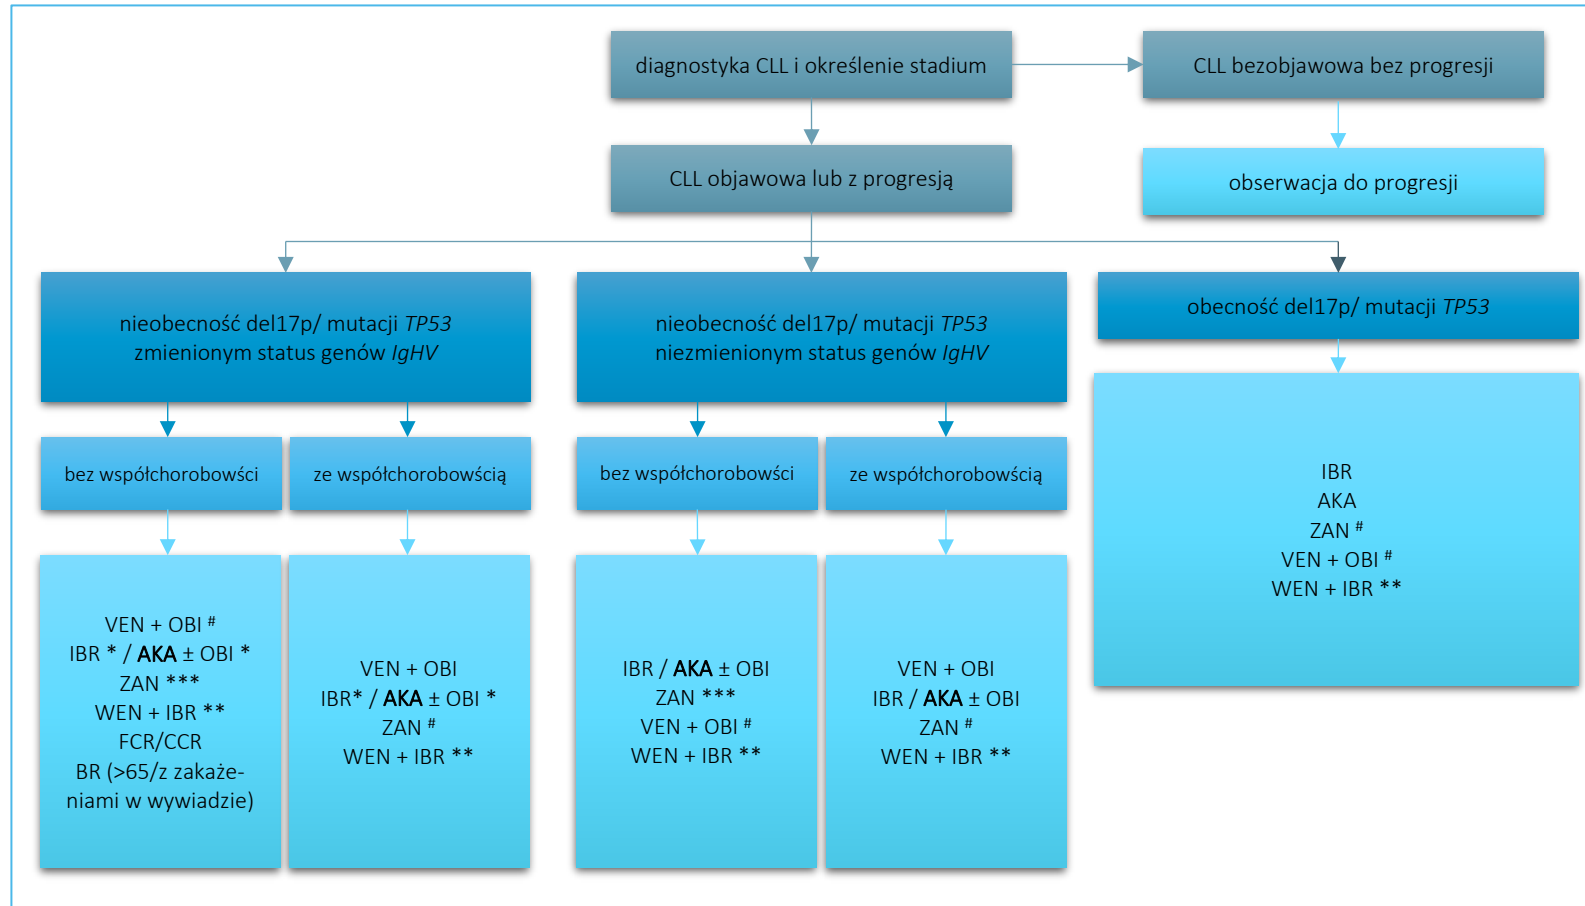 diagnostyka CLL i określenie stadium
CLL bezobjawowa bez progresji
CLL objawowa lub z progresją
obserwacja do progresji
nieobecność del17p/ mutacji TP53
zmienionym status genów IgHV
nieobecność del17p/ mutacji TP53
niezmienionym status genów IgHV
obecność del17p/ mutacji TP53
bez współchorobowści
ze współchorobowścią
bez współchorobowści
ze współchorobowścią
VEN + OBI #
IBR * / AKA ± OBI *
ZAN ***
WEN + IBR **
FCR/CCR
BR (>65/z zakaże-
niami w wywiadzie)
VEN + OBI
IBR* / AKA ± OBI *
ZAN #
WEN + IBR **
IBR / AKA ± OBI
ZAN ***
VEN + OBI #
WEN + IBR **
VEN + OBI
IBR / AKA ± OBI
ZAN #
WEN + IBR **
IBR
AKA
ZAN #
VEN + OBI #
WEN + IBR **